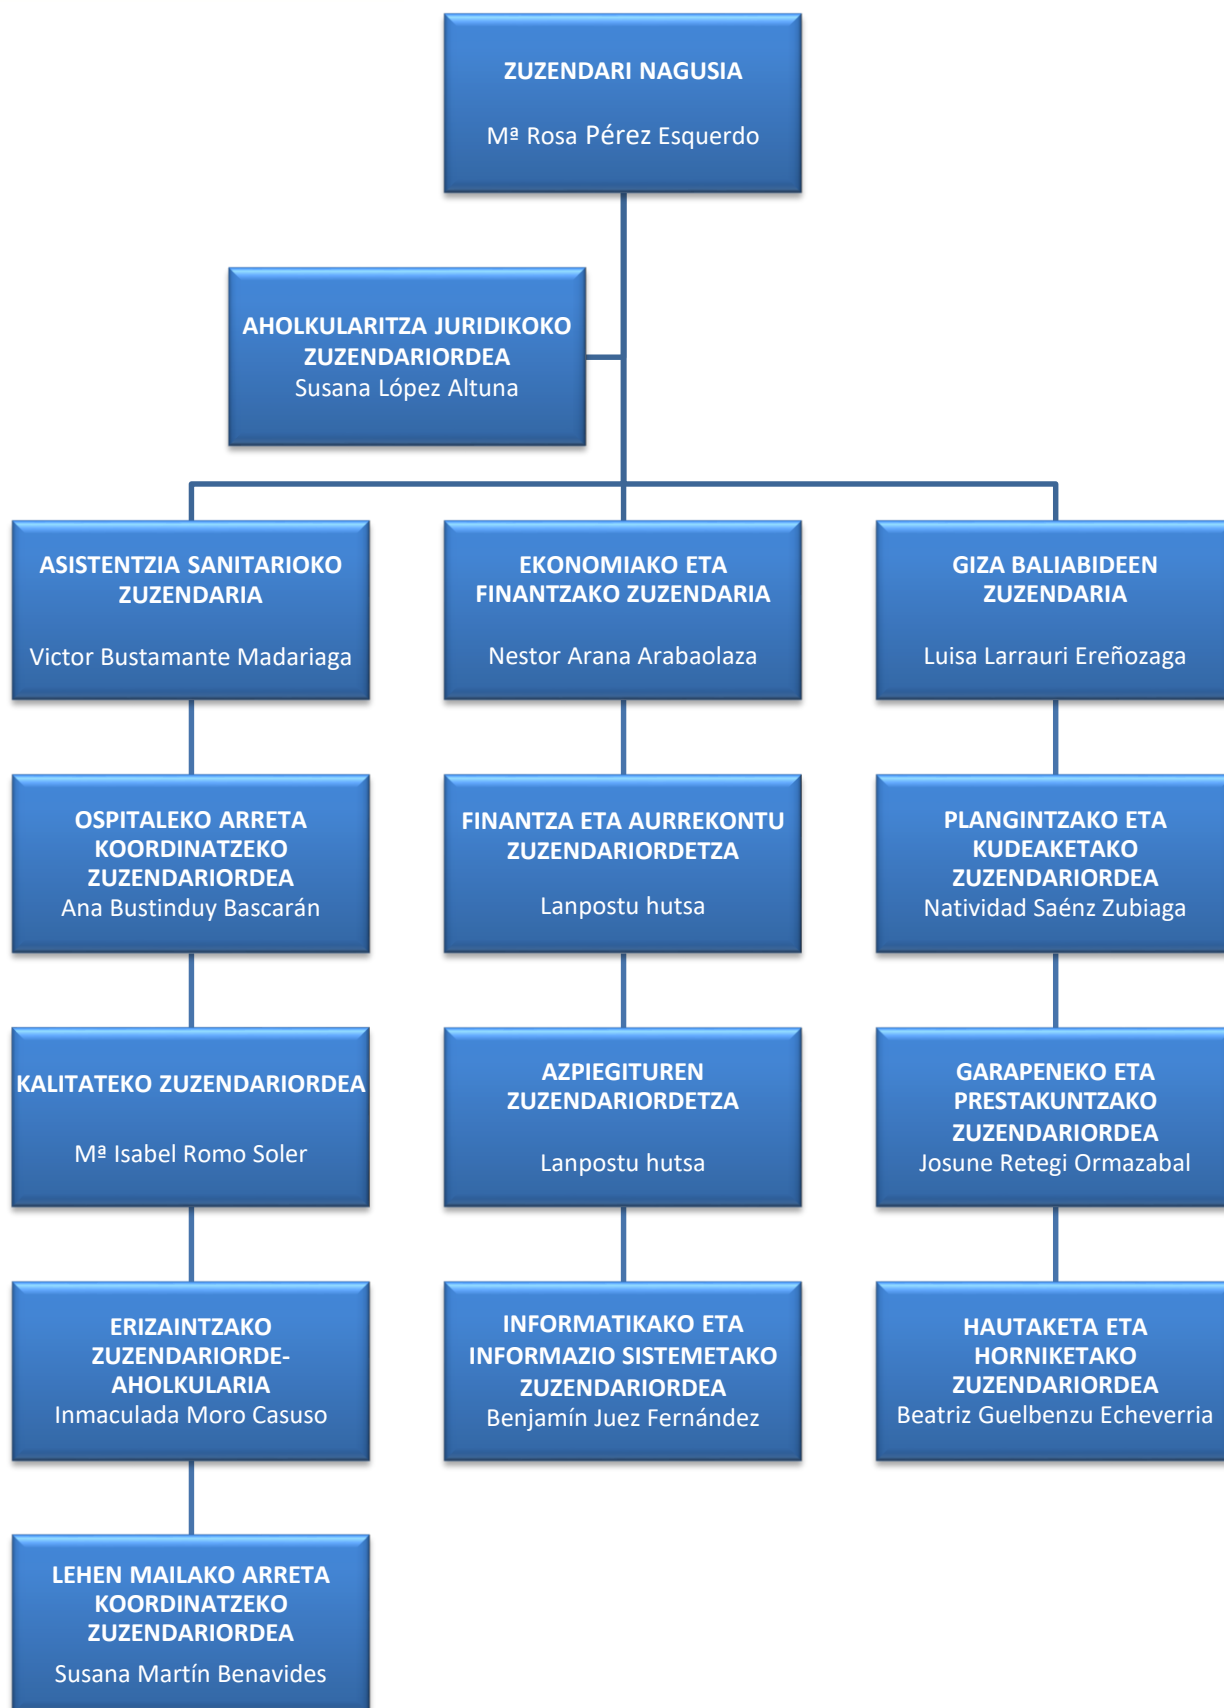 ZUZENDARI NAGUSIA
Mª Rosa Pérez Esquerdo
AHOLKULARITZA JURIDIKOKO
ZUZENDARIORDEA
Susana López Altuna
ASISTENTZIA SANITARIOKO
ZUZENDARIA
Victor Bustamante Madariaga
EKONOMIAKO ETA
FINANTZAKO ZUZENDARIA
Nestor Arana Arabaolaza
GIZA BALIABIDEEN
ZUZENDARIA
Luisa Larrauri Ereñozaga
OSPITALEKO ARRETA
KOORDINATZEKO
ZUZENDARIORDEA
Ana Bustinduy Bascarán
FINANTZA ETA AURREKONTU
ZUZENDARIORDETZA
Lanpostu hutsa
PLANGINTZAKO ETA
KUDEAKETAKO
ZUZENDARIORDEA
Natividad Saénz Zubiaga
KALITATEKO ZUZENDARIORDEA
Mª Isabel Romo Soler
AZPIEGITUREN
ZUZENDARIORDETZA
Lanpostu hutsa
GARAPENEKO ETA
PRESTAKUNTZAKO
ZUZENDARIORDEA
Josune Retegi Ormazabal
ERIZAINTZAKO
ZUZENDARIORDE-
AHOLKULARIA
Inmaculada Moro Casuso
INFORMATIKAKO ETA
INFORMAZIO SISTEMETAKO
ZUZENDARIORDEA
Benjamín Juez Fernández
HAUTAKETA ETA
HORNIKETAKO
ZUZENDARIORDEA
Beatriz Guelbenzu Echeverria
LEHEN MAILAKO ARRETA
KOORDINATZEKO
ZUZENDARIORDEA
Susana Martín Benavides